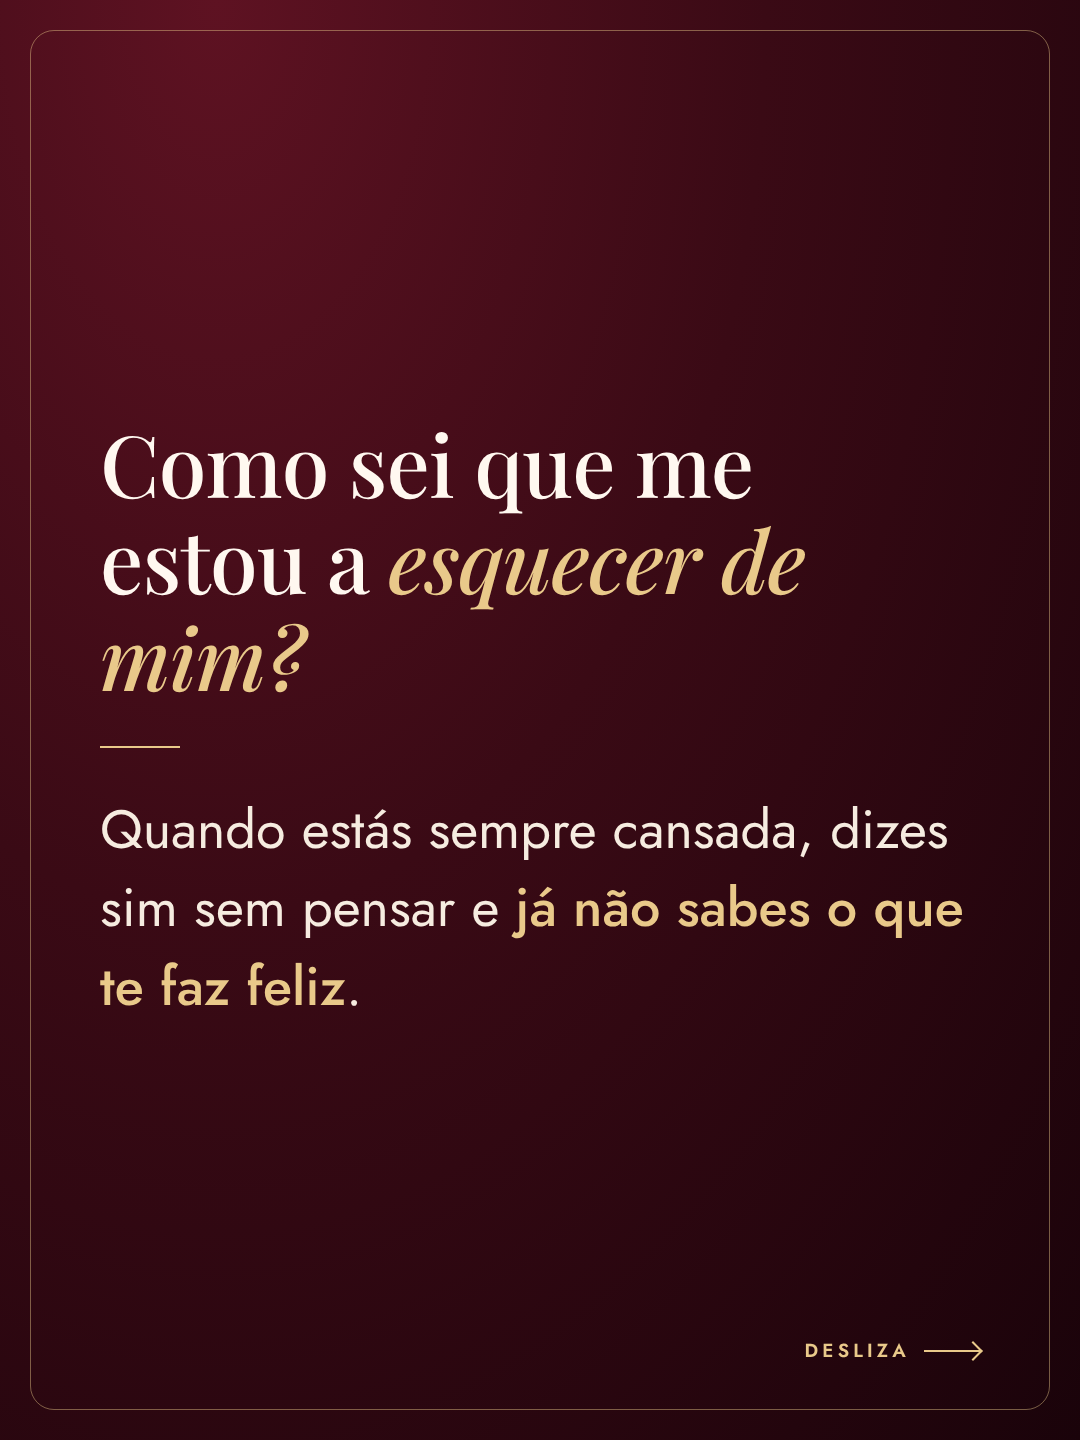 Como sei que me
estou a esquecer de
mim?
Quando estás sempre cansada, dizes
sim sem pensar e já não sabes o que
te faz feliz.
DESLIZA